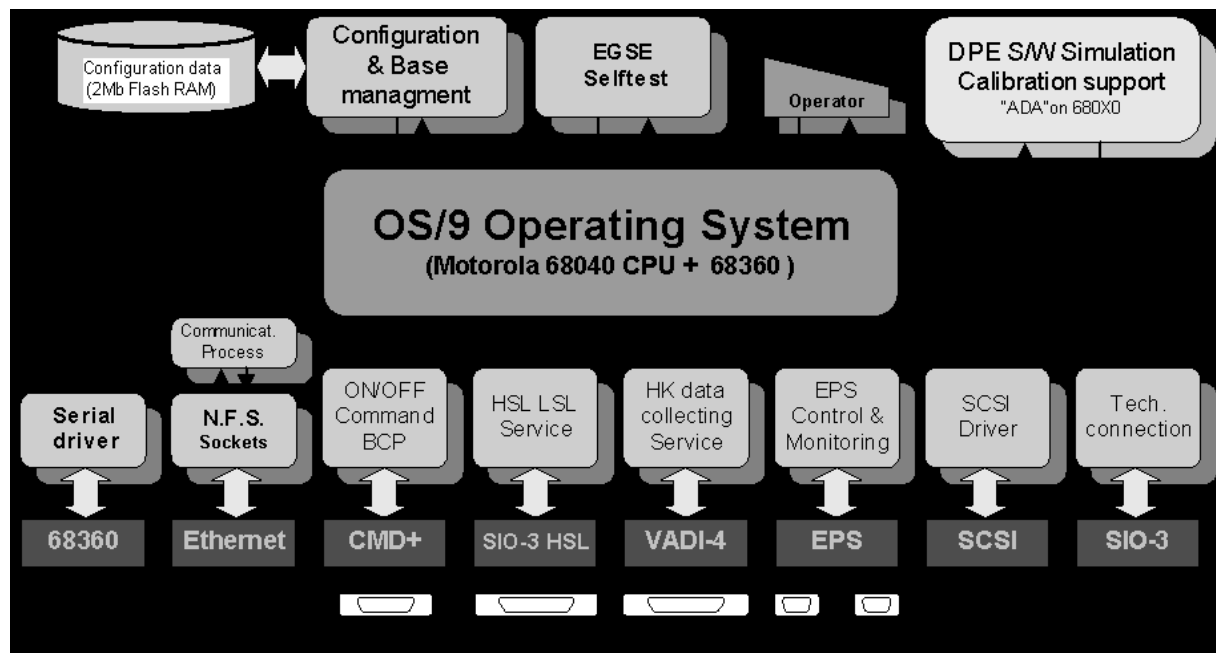 Configuration data
(2Mb Flash RAM)
Configuration
& Base
managment
EGSE
Selftest
Operator
DPE S/W Simulation
Calibration support
"ADA"on 680X0
OS/9 Operating System
(Motorola 68040 CPU + 68360 )
Communicat.
Process
Serial
driver
N.F.S.
Sockets
ON/OFF
Command
BCP
HSL LSL
Service
HK data
collecting
Service
EPS
Control &
Monitoring
SCSI
Driver
Tech.
connection
68360
Ethernet
CMD+
SIO-3 HSL
VADI-4
EPS
SCSI
SIO-3